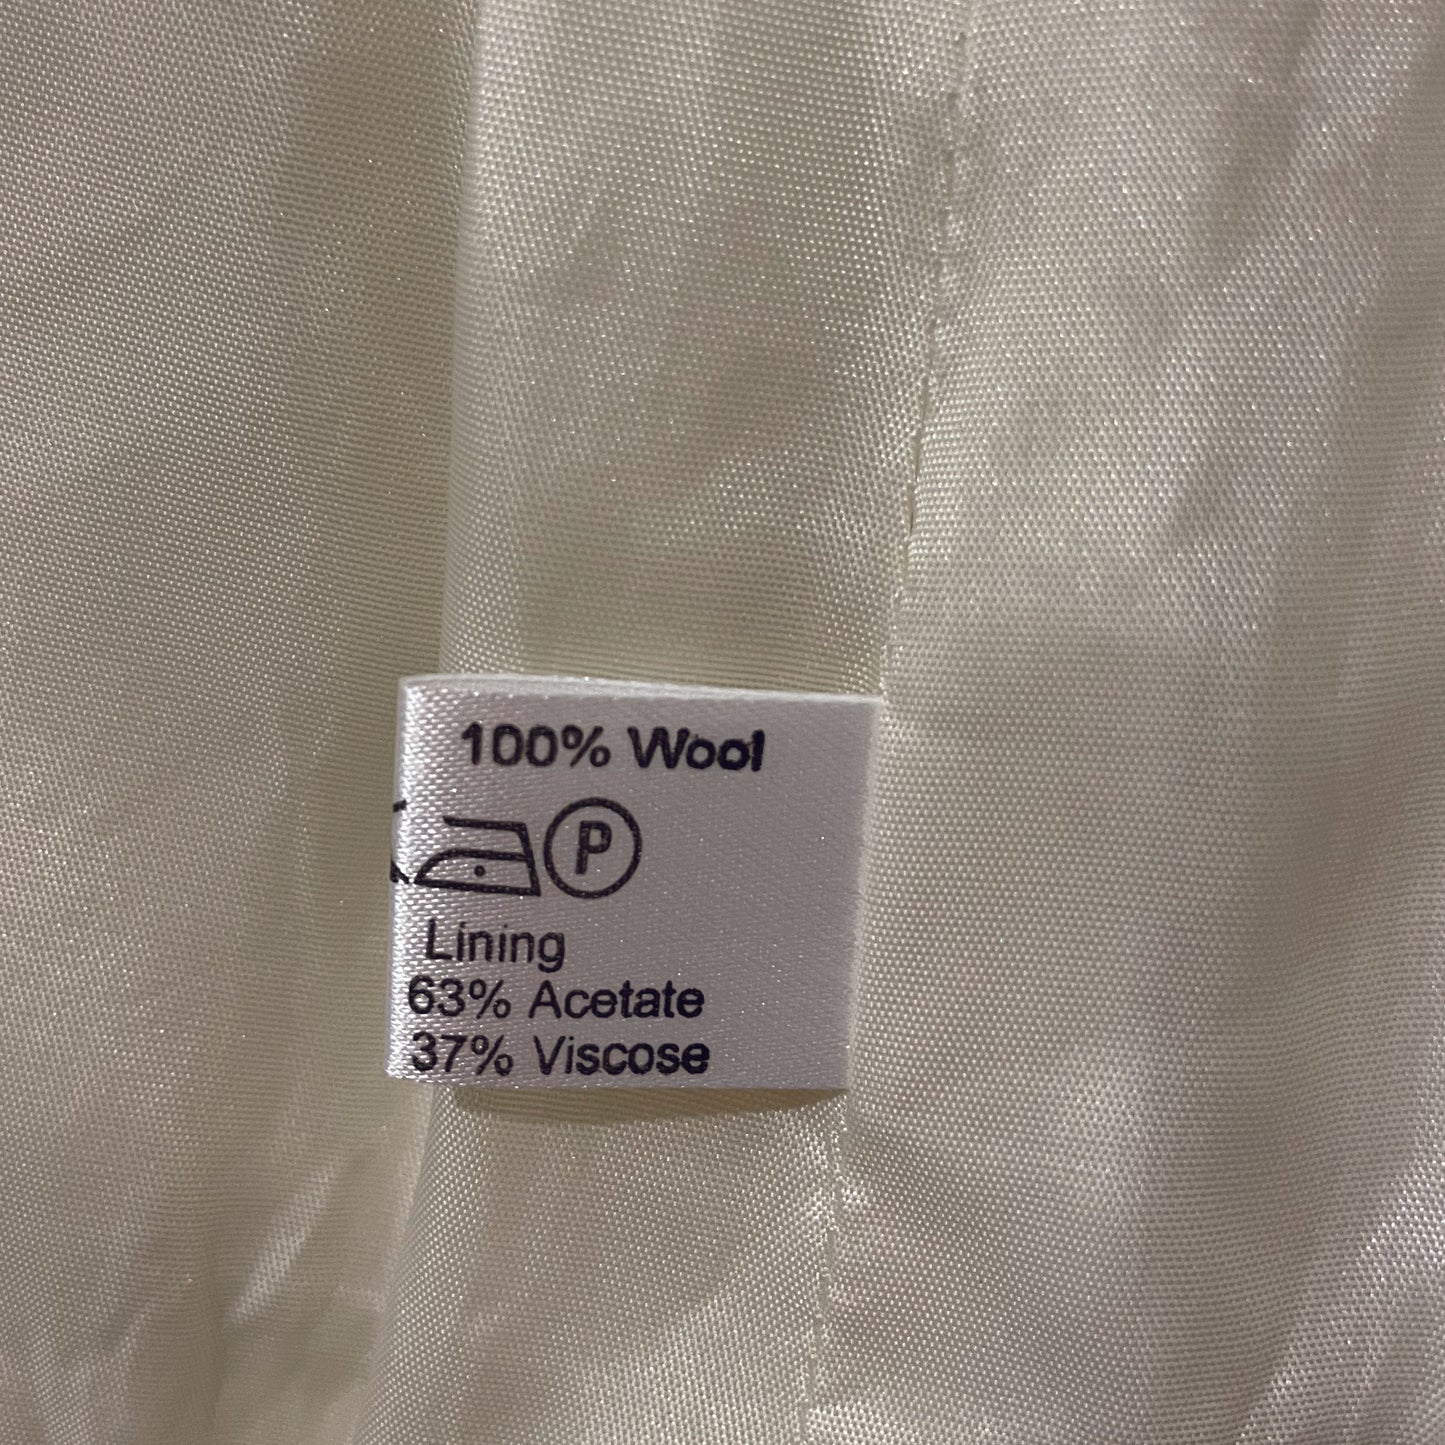 100% Wool
P
Lining
63% Acetate
37% Viscose